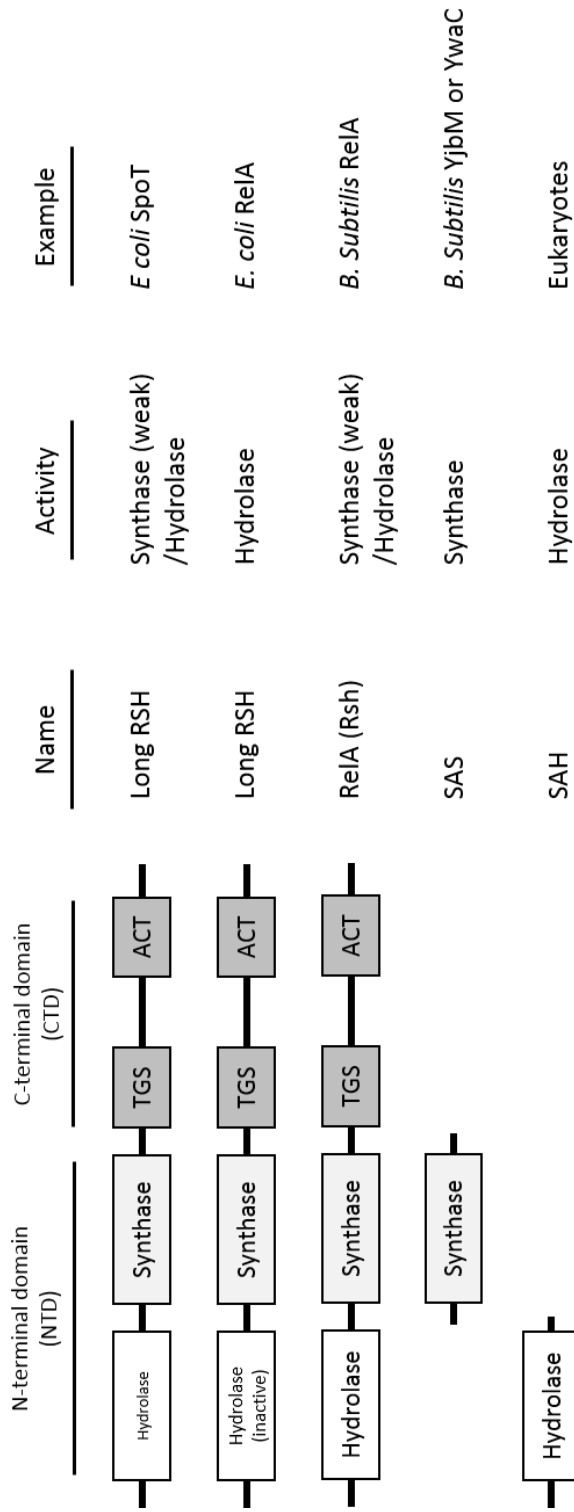 N-terminal domain
(NTD)
C-terminal domain
(CTD)
Name
Activity
Example
Hydrolase
Synthase
TGS
ACT
Long RSH
Synthase (weak)
/Hydrolase
E coli SpoT
Hydrolase
(inactive)
Synthase
TGS
ACT
Long RSH
Hydrolase
E. coli RelA
Hydrolase
Synthase
TGS
ACT
RelA (Rsh)
Synthase (weak)
/Hydrolase
B. Subtilis RelA
Synthase
SAS
Synthase
B. Subtilis YjbM or YwaC
Hydrolase
SAH
Hydrolase
Eukaryotes